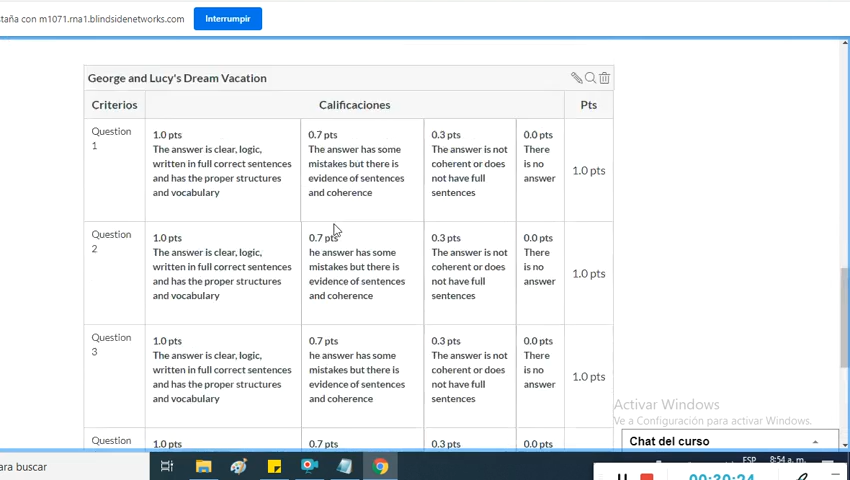 staña con m1071.rna1.blindsidenetworks.com
Interrumpir
George and Lucy's Dream Vacation
Criterios
Calificaciones
Pts
Question
1
1.0 pts
The answer is clear, logic,
written in full correct sentences
and has the proper structures
and vocabulary
0.7 pts
The answer has some
mistakes but there is
evidence of sentences
and coherence
0.3 pts
The answer is not
coherent or does
not have full
sentences
0.0 pts
There
is no
answer
1.0 pts
Question
2
1.0 pts
The answer is clear, logic,
written in full correct sentences
and has the proper structures
and vocabulary
0.7 pts
he answer has some
mistakes but there is
evidence of sentences
and coherence
0.3 pts
The answer is not
coherent or does
not have full
sentences
0.0 pts
There
is no
answer
1.0 pts
Question
3
1.0 pts
The answer is clear, logic,
written in full correct sentences
and has the proper structures
and vocabulary
0.7 pts
he answer has some
mistakes but there is
evidence of sentences
and coherence
0.3 pts
The answer is not
coherent or does
not have full
sentences
0.0 pts
There
is no
answer
1.0 pts
Question
1.0 pts
0.7 pts
0.3 pts
0.0 pts
Activar Windows
Ve a Configuración para activar Windows.
Chat del curso
ara buscar
ESP
8:54 a. m.
00:30:24